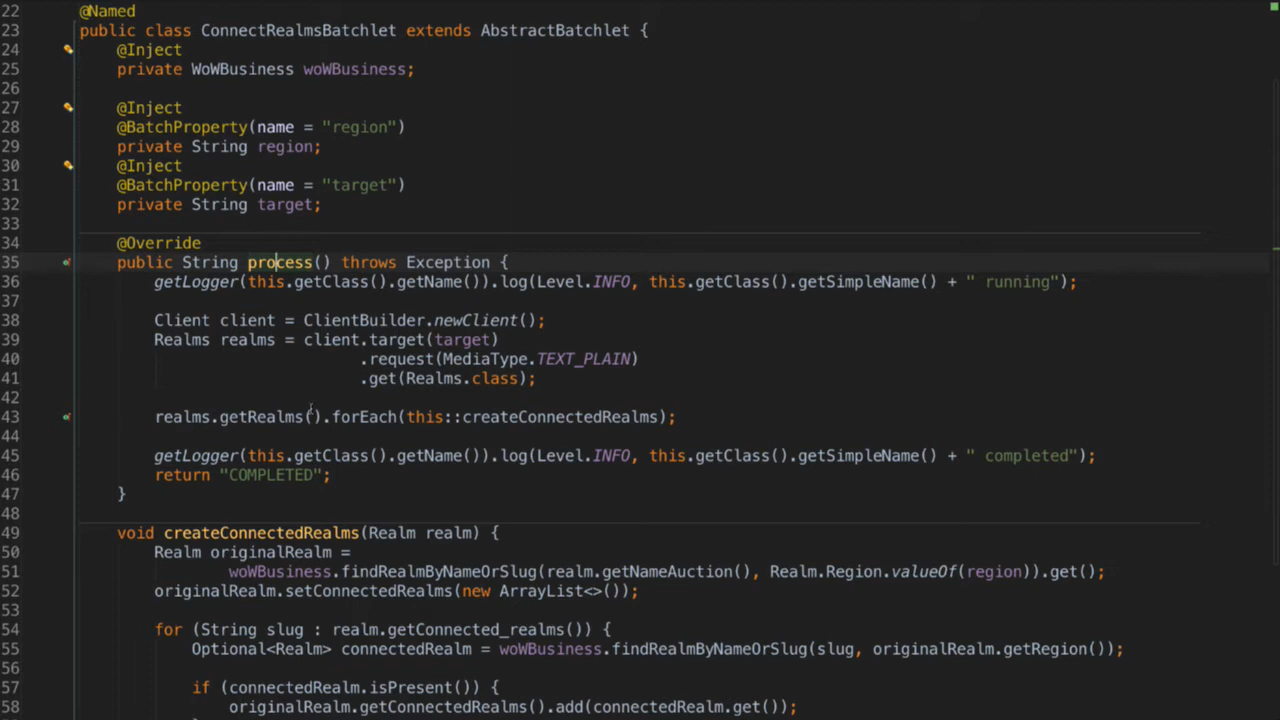 22 @Named
23 public class ConnectRealmsBatchlet extends AbstractBatchlet {
24     @Inject
25     private WoWBusiness woWBusiness;
26
27     @Inject
28     @BatchProperty(name = "region")
29     private String region;
30     @Inject
31     @BatchProperty(name = "target")
32     private String target;
33
34     @Override
35     public String process() throws Exception {
36         getLogger(this.getClass().getName()).log(Level.INFO, this.getClass().getSimpleName() + " running");
37
38         Client client = ClientBuilder.newClient();
39         Realms realms = client.target(target)
40                               .request(MediaType.TEXT_PLAIN)
41                               .get(Realms.class);
42
43         realms.getRealms().forEach(this::createConnectedRealms);
44
45         getLogger(this.getClass().getName()).log(Level.INFO, this.getClass().getSimpleName() + " completed");
46         return "COMPLETED";
47     }
48
49     void createConnectedRealms(Realm realm) {
50         Realm originalRealm =
51                 woWBusiness.findRealmByNameOrSlug(realm.getNameAuction(), Realm.Region.valueOf(region)).get();
52         originalRealm.setConnectedRealms(new ArrayList<>());
53
54         for (String slug : realm.getConnected_realms()) {
55             Optional<Realm> connectedRealm = woWBusiness.findRealmByNameOrSlug(slug, originalRealm.getRegion());
56
57             if (connectedRealm.isPresent()) {
58                 originalRealm.getConnectedRealms().add(connectedRealm.get());